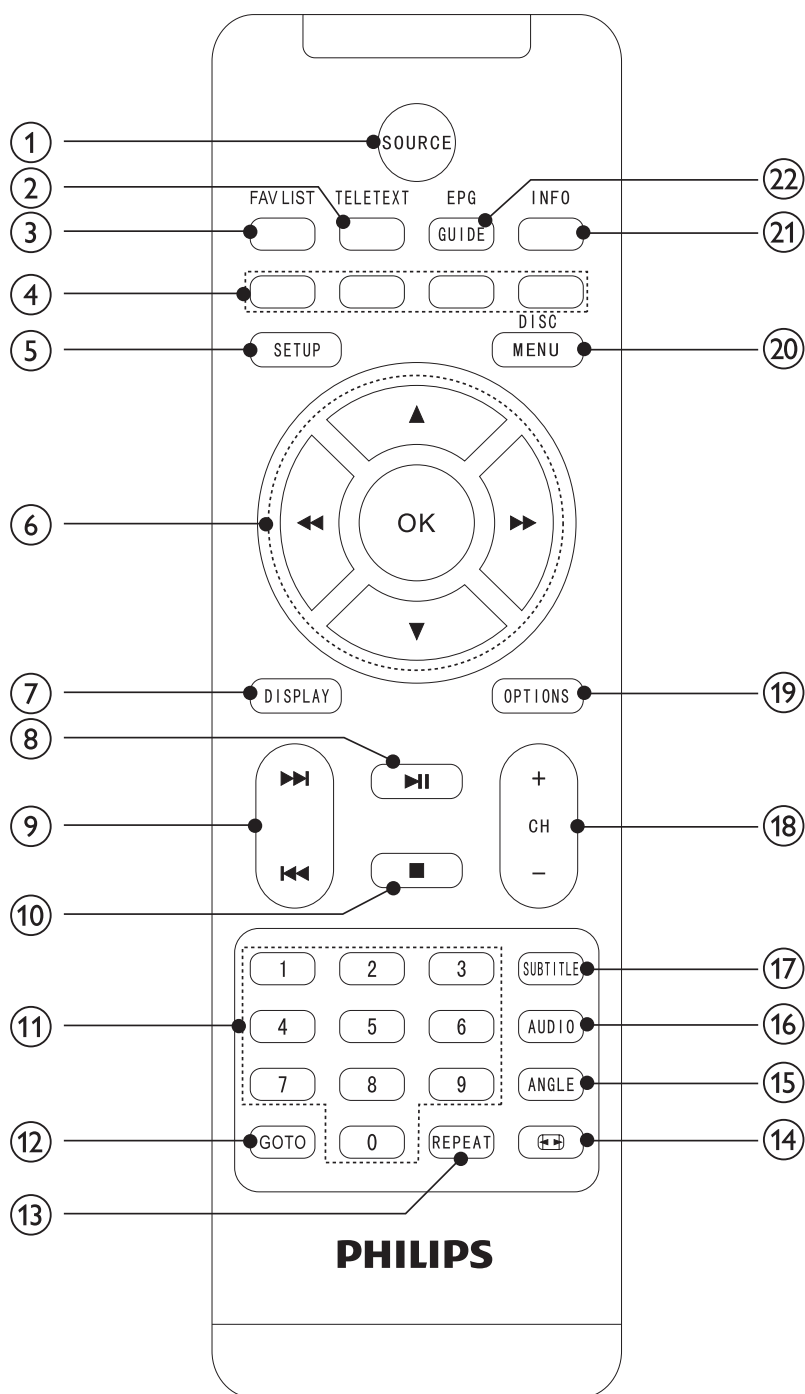 1 SOURCE
2 22
FAV LIST TELETEXT EPG INFO
3 GUIDE 21
4
DISC
5 SETUP MENU 20
6 OK
7 DISPLAY OPTIONS 19
8
+
9 CH 18
−
10
1 2 3 SUBTITLE 17
11 4 5 6 AUDIO 16
7 8 9 ANGLE 15
12 GOTO 0 REPEAT 14
13
PHILIPS